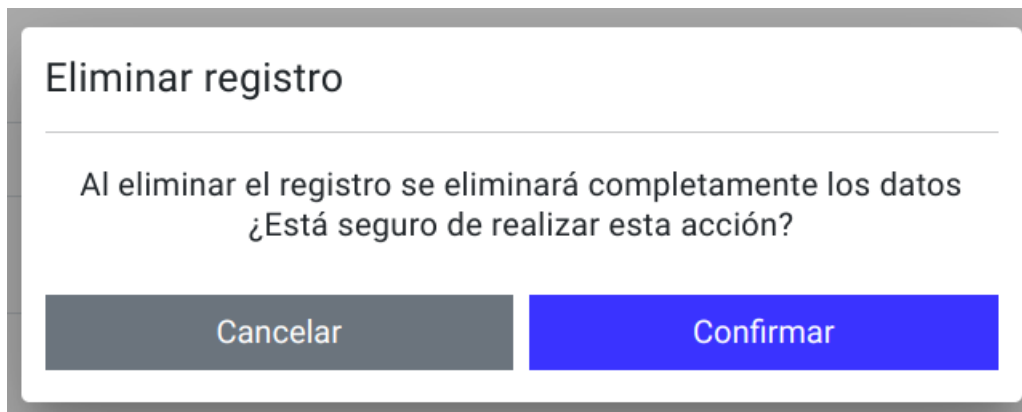 Eliminar registro
Al eliminar el registro se eliminará completamente los datos
¿Está seguro de realizar esta acción?
Cancelar
Confirmar